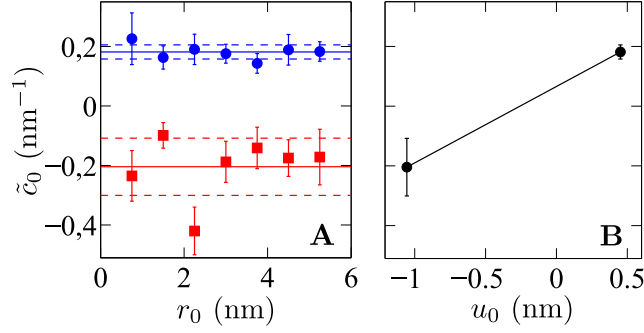 0,2
0
−0,2
−0,4
c̃₀ (nm⁻¹)
A
B
0 2 4 6
−1 −0.5 0 0.5
r₀ (nm)
u₀ (nm)